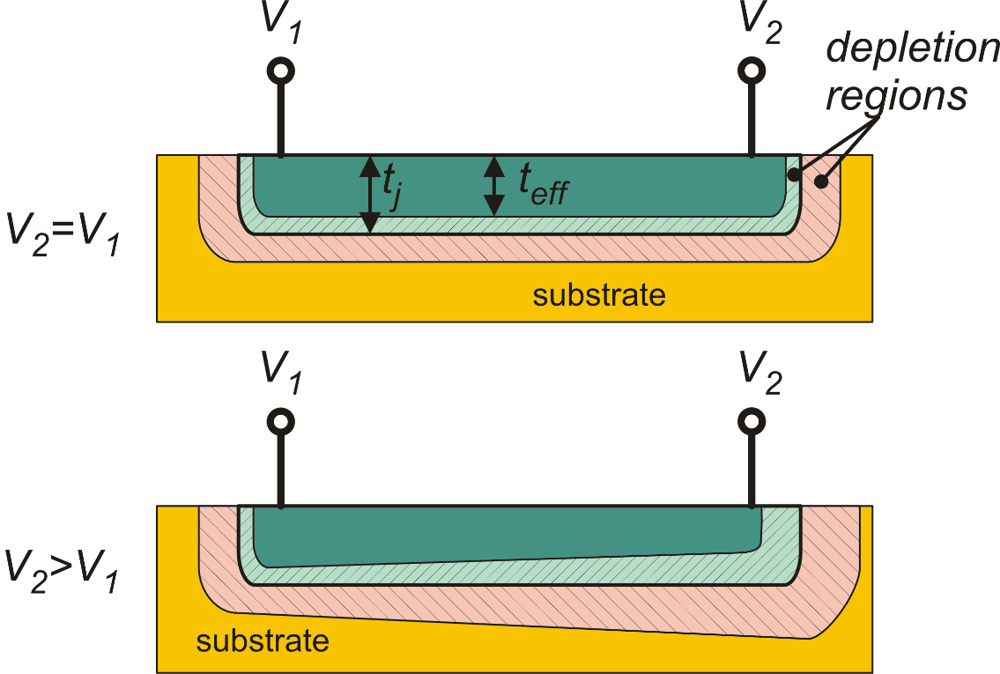 V1
V2
depletion
regions
tj
teff
V2=V1
substrate
V1
V2
V2>V1
substrate